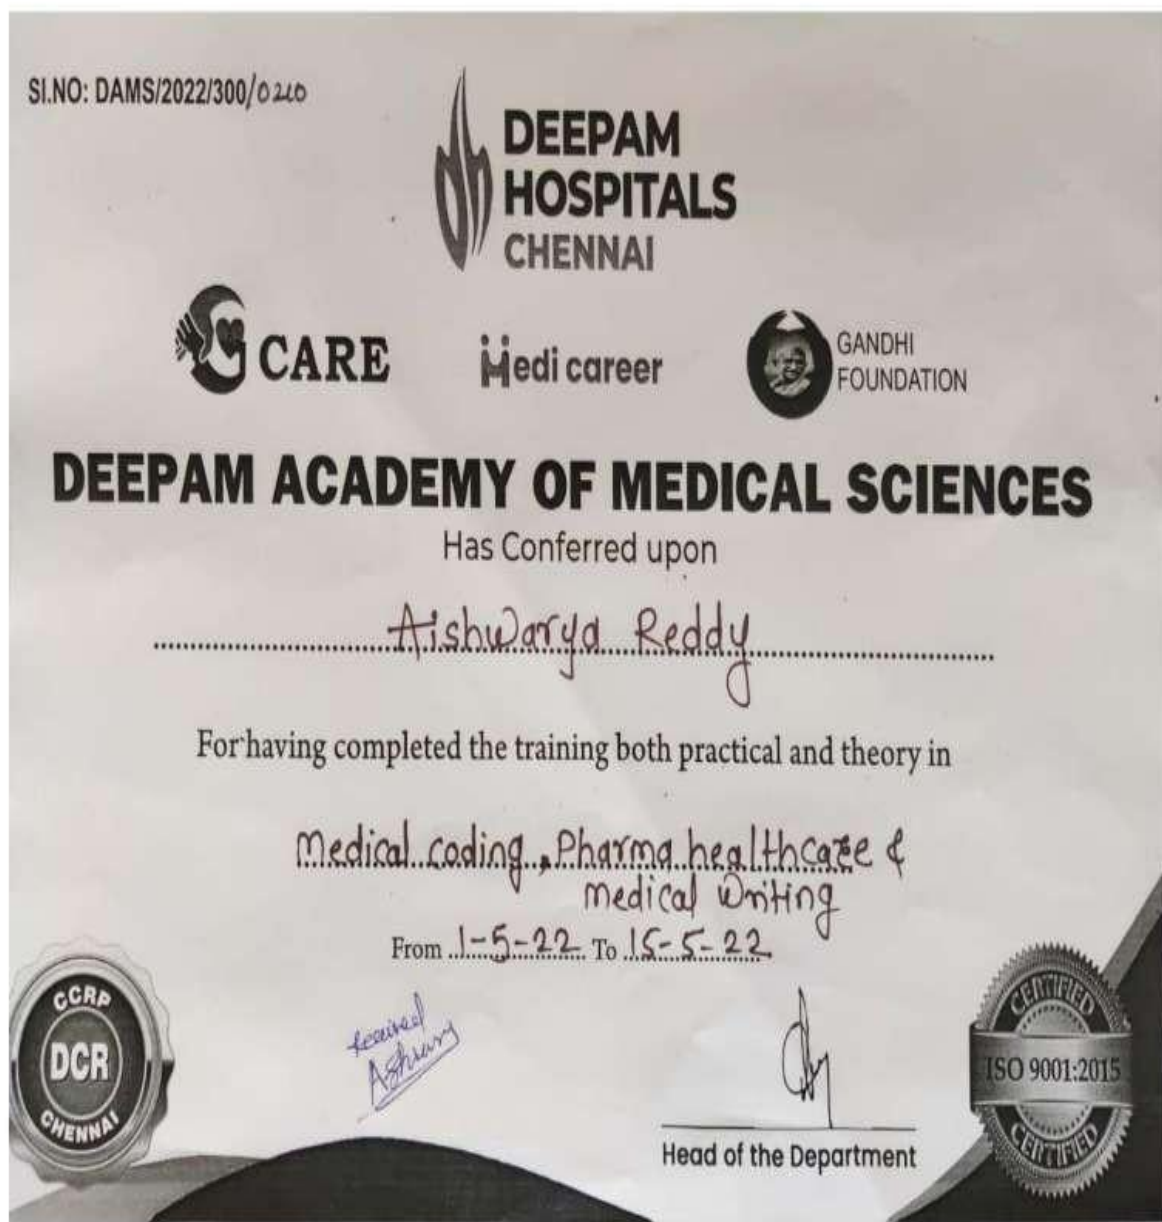 SI.NO: DAMS/2022/300/0210
DEEPAM
HOSPITALS
CHENNAI
CARE
Medi career
GANDHI
FOUNDATION
DEEPAM ACADEMY OF MEDICAL SCIENCES
Has Conferred upon
Aishwarya Reddy
For having completed the training both practical and theory in
Medical coding, Pharma healthcare &
medical Writing
From 1-5-22 To 15-5-22
received
CCRP
DCR
CHENNAI
CERTIFIED
ISO 9001:2015
CERTIFIED
Head of the Department